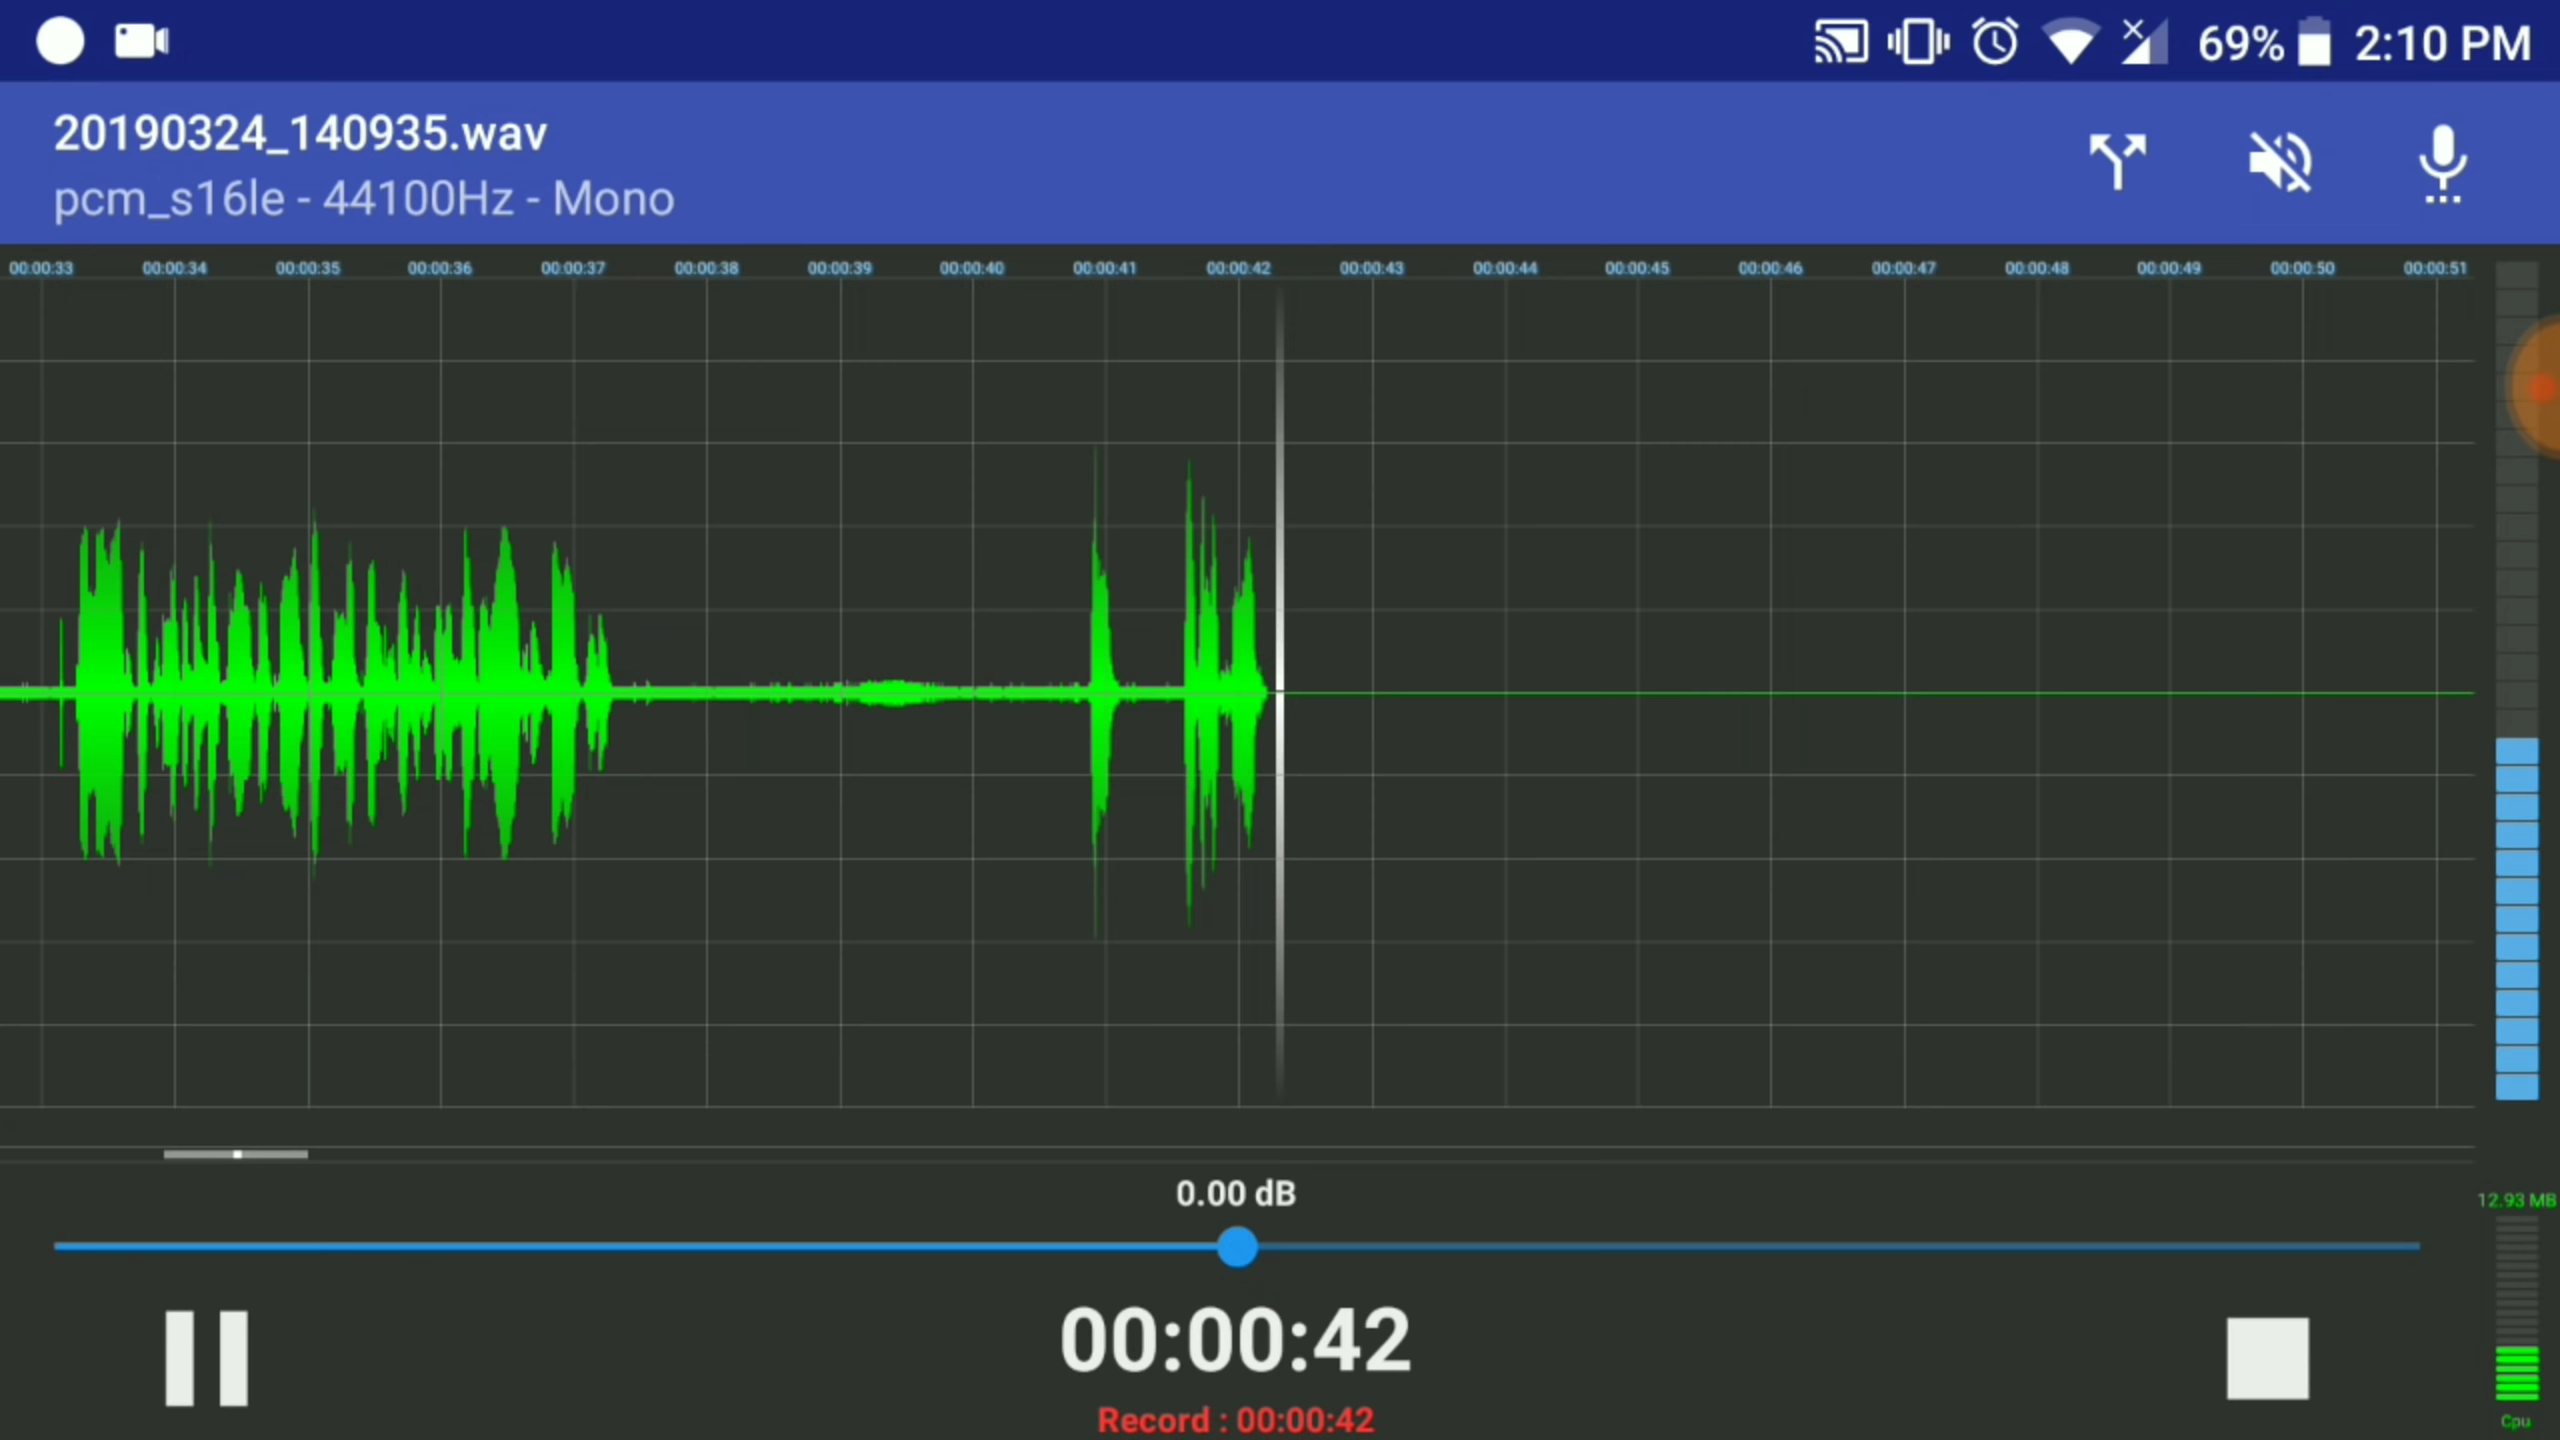 69% 2:10 PM
20190324_140935.wav
pcm_s16le - 44100Hz - Mono
00:00:33 00:00:34 00:00:35 00:00:36 00:00:37 00:00:38 00:00:39 00:00:40 00:00:41 00:00:42 00:00:43 00:00:44 00:00:45 00:00:46 00:00:47 00:00:48 00:00:49 00:00:50 00:00:51
0.00 dB
12.93 MB
00:00:42
Record : 00:00:42
Cpu